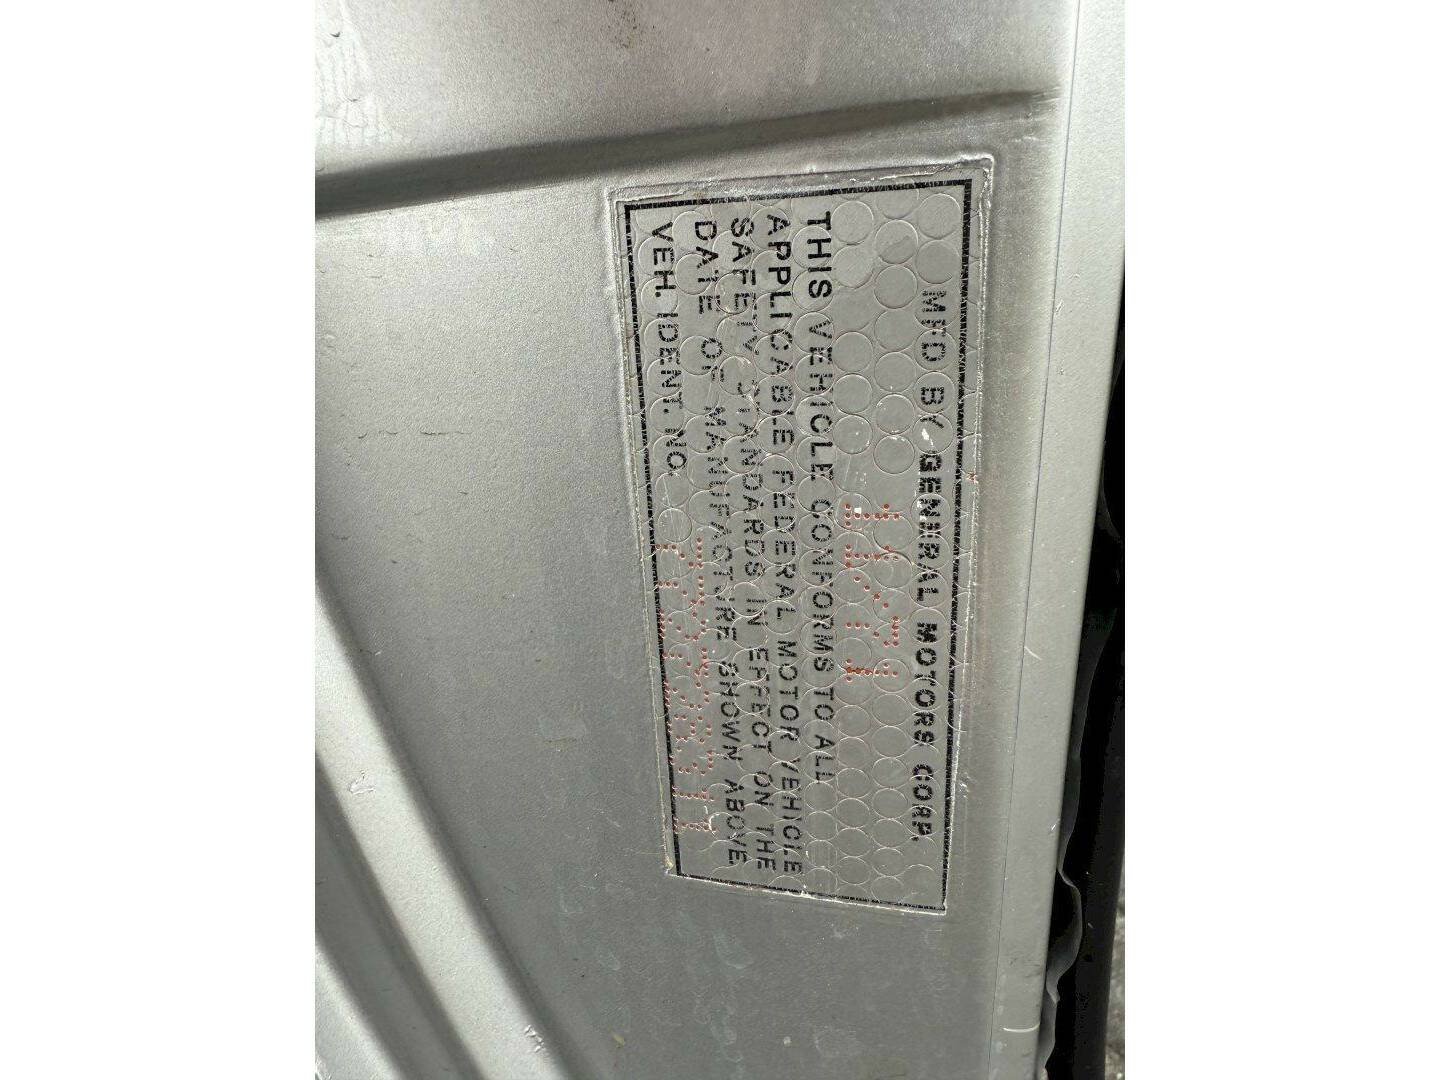 MFD BY GENERAL MOTORS CORP.
THIS VEHICLE CONFORMS TO ALL
APPLICABLE FEDERAL MOTOR VEHICLE
SAFETY STANDARDS IN EFFECT ON THE
DATE OF MANUFACTURE SHOWN ABOVE
VEH. IDENT. NO.